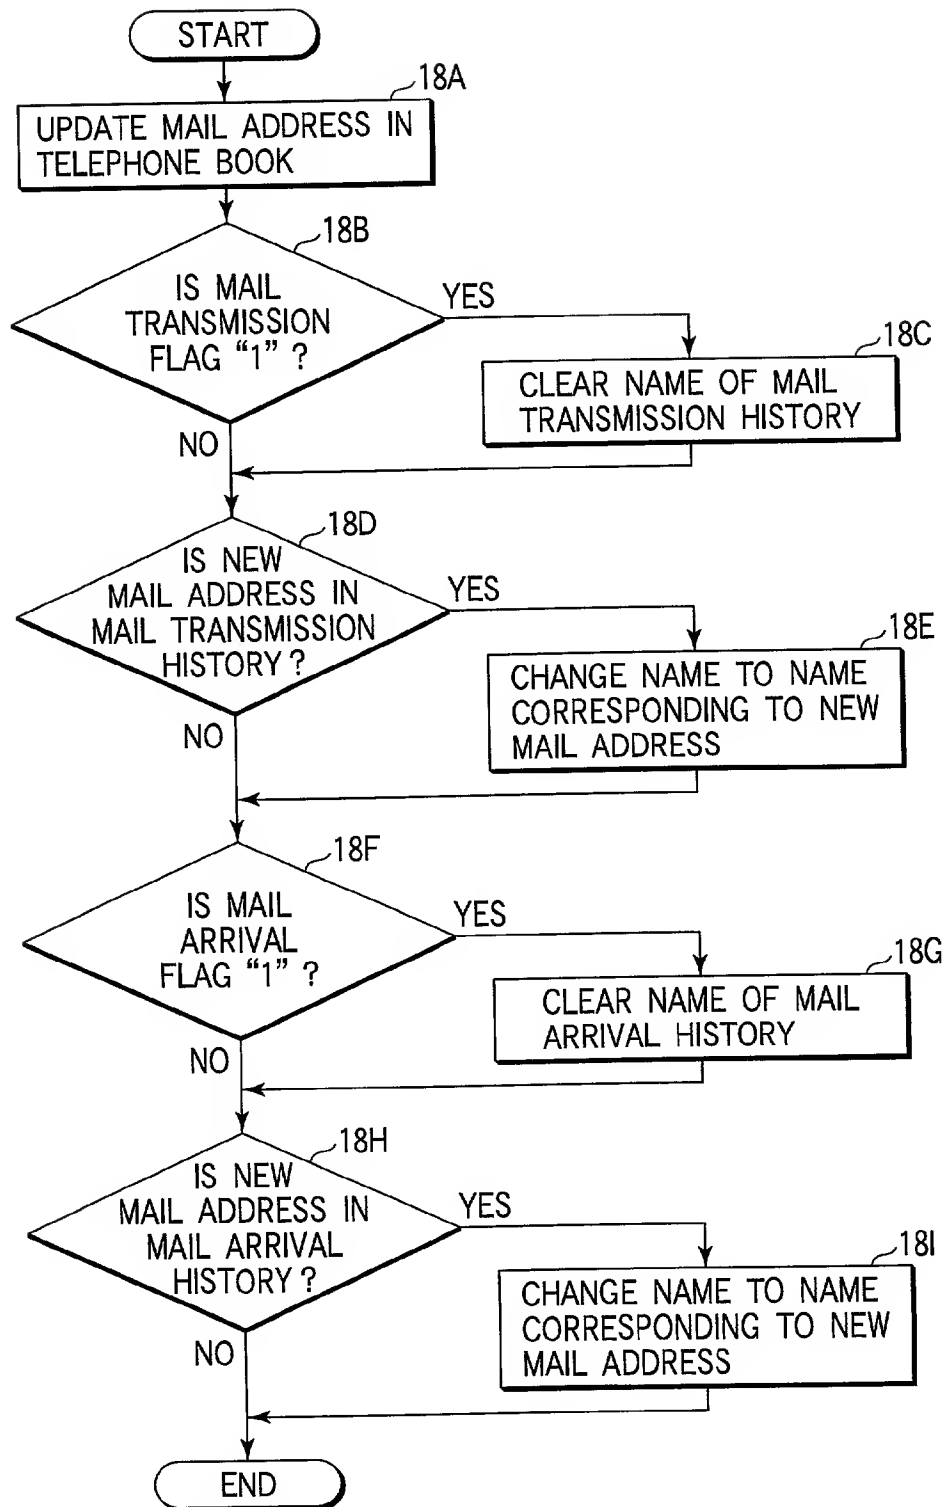 START
18A
UPDATE MAIL ADDRESS IN
TELEPHONE BOOK
18B
IS MAIL
TRANSMISSION
FLAG “1” ?
YES
18C
CLEAR NAME OF MAIL
TRANSMISSION HISTORY
NO
18D
IS NEW
MAIL ADDRESS IN
MAIL TRANSMISSION
HISTORY ?
YES
18E
CHANGE NAME TO NAME
CORRESPONDING TO NEW
MAIL ADDRESS
NO
18F
IS MAIL
ARRIVAL
FLAG “1” ?
YES
18G
CLEAR NAME OF MAIL
ARRIVAL HISTORY
NO
18H
IS NEW
MAIL ADDRESS IN
MAIL ARRIVAL
HISTORY ?
YES
18I
CHANGE NAME TO NAME
CORRESPONDING TO NEW
MAIL ADDRESS
NO
END